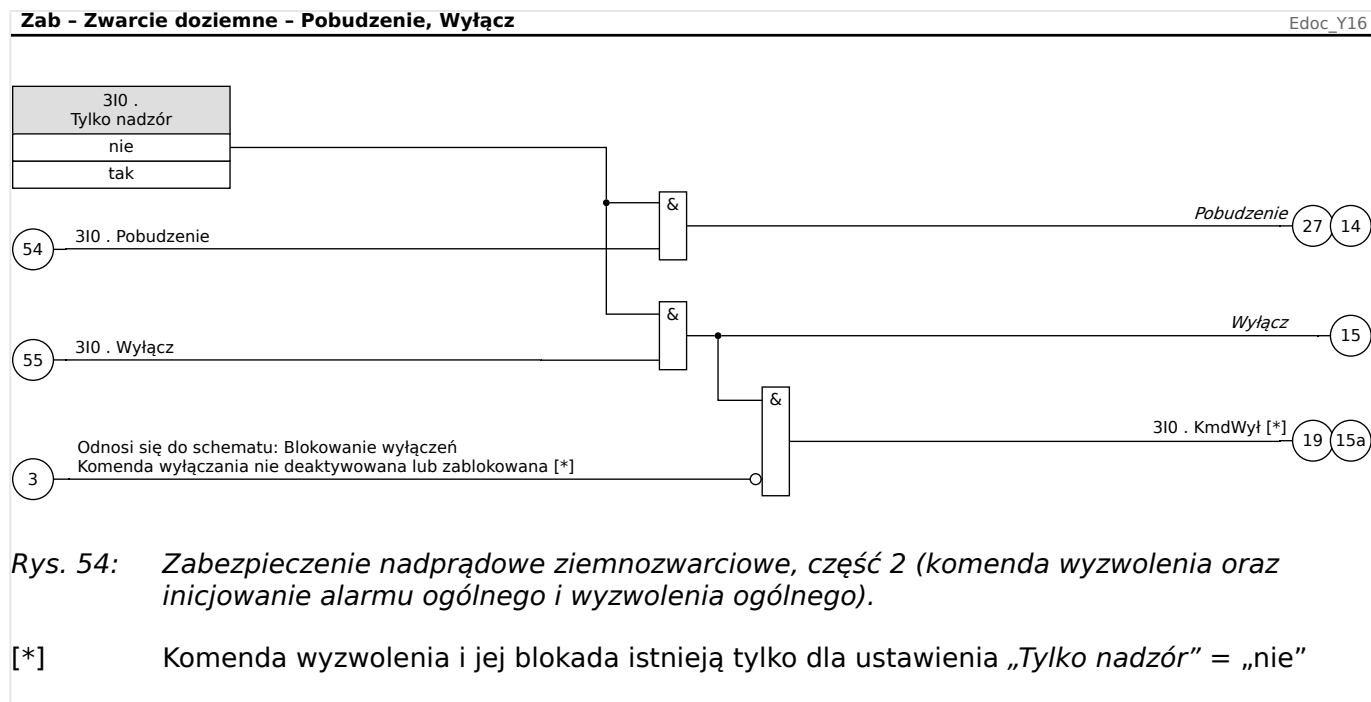 Zab – Zwarcie doziemne – Pobudzenie, Wyłącz
Edoc_Y16
3I0 .
Tylko nadzór
nie
tak
&
Pobudzenie
27
14
54
3I0 . Pobudzenie
&
Wyłącz
15
55
3I0 . Wyłącz
&
3I0 . KmdWył [*]
19
15a
Odnosi się do schematu: Blokowanie wyłączeń
Komenda wyłączania nie deaktywowana lub zablokowana [*]
3
Rys. 54: Zabezpieczenie nadprądowe ziemnozwarciowe, część 2 (komenda wyzwolenia oraz
inicjowanie alarmu ogólnego i wyzwolenia ogólnego).
[*] Komenda wyzwolenia i jej blokada istnieją tylko dla ustawienia „Tylko nadzór” = „nie”